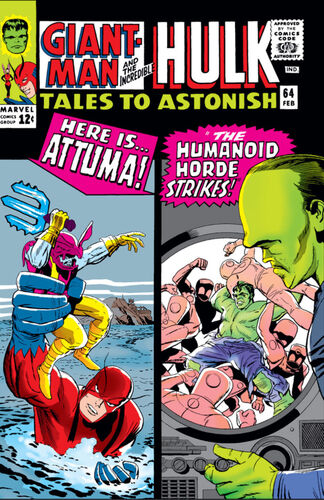 GIANT-
MAN
AND THE
INCREDIBLE
HULK
TALES TO ASTONISH
APPROVED
BY THE
COMICS
CODE
AUTHORITY
IND.
MARVEL
COMICS
GROUP
12¢
64
FEB
HERE IS...
ATTUMA!
"THE
HUMANOID
HORDE
STRIKES!"